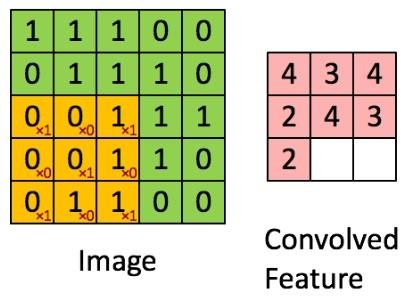 1 1 1 0 0
0 1 1 1 0
0×1 0×0 1×1 1 1
0×0 0×1 1×0 1 0
0×1 1×0 1×1 0 0
Image
4 3 4
2 4 3
2
Convolved
Feature